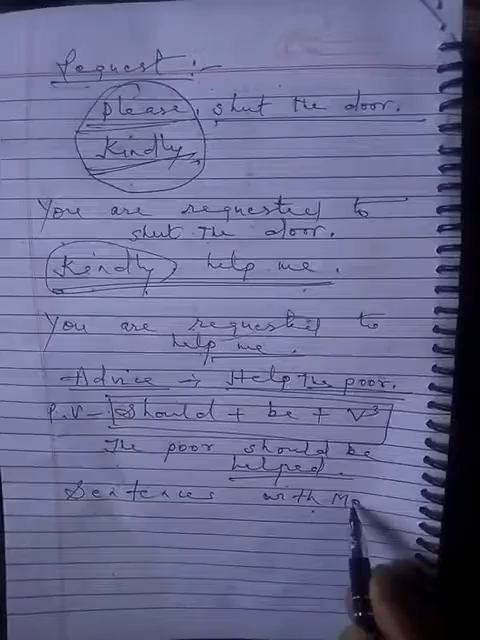 Request :-
Please, shut the door.
Kindly
You are requested to
shut the door.
Kindly help me.
You are requested to
help me.
Advice → Help the poor.
P.V - Should + be + V³
The poor should be
helped.
Sentences with Mo